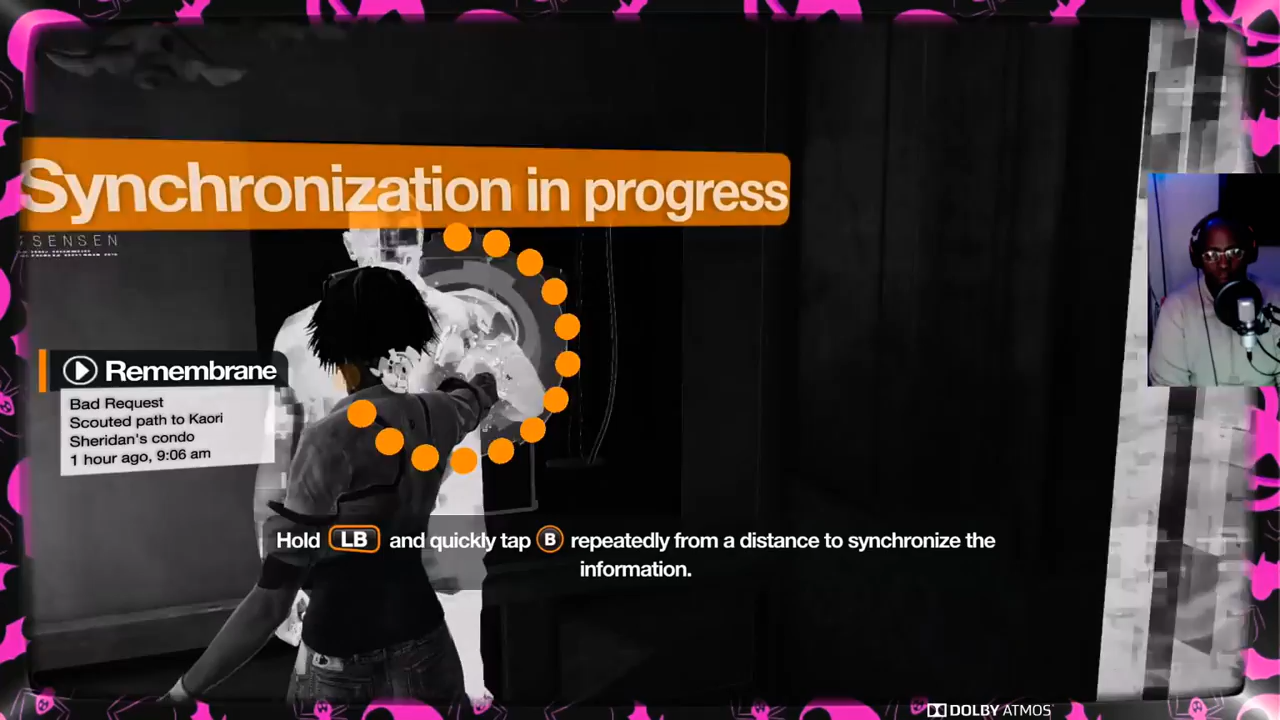 Synchronization in progress
SENSEN
Remembrane
Bad Request
Scouted path to Kaori
Sheridan's condo
1 hour ago, 9:06 am
Hold LB and quickly tap B repeatedly from a distance to synchronize the
information.
DOLBY ATMOS